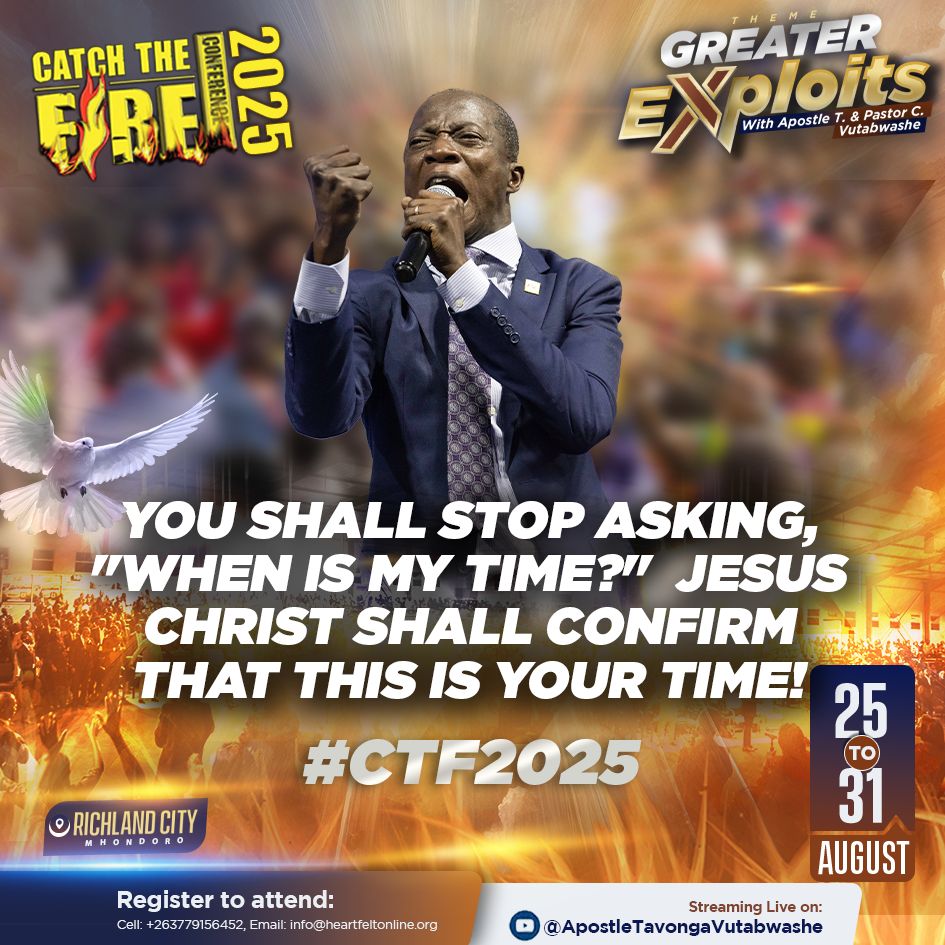 CATCH THE
FIRE
CONFERENCE
2025
THEME
GREATER
EXploits
With Apostle T. & Pastor C.
Vutabwashe
YOU SHALL STOP ASKING,
"WHEN IS MY TIME?" JESUS
CHRIST SHALL CONFIRM
THAT THIS IS YOUR TIME!
#CTF2025
25
TO
31
AUGUST
RICHLAND CITY
MHONDORO
Register to attend:
Cell: +263779156452, Email: info@heartfeltonline.org
Streaming Live on:
@ApostleTavongaVutabwashe